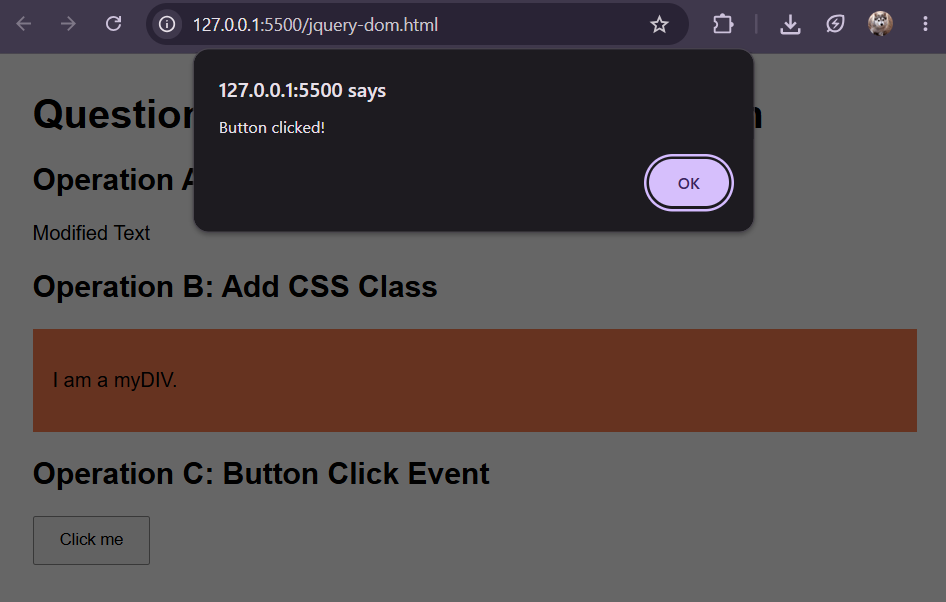 127.0.0.1:5500/jquery-dom.html
127.0.0.1:5500 says
Button clicked!
OK
Operation
Modified Text
Operation B: Add CSS Class
I am a myDIV.
Operation C: Button Click Event
Click me